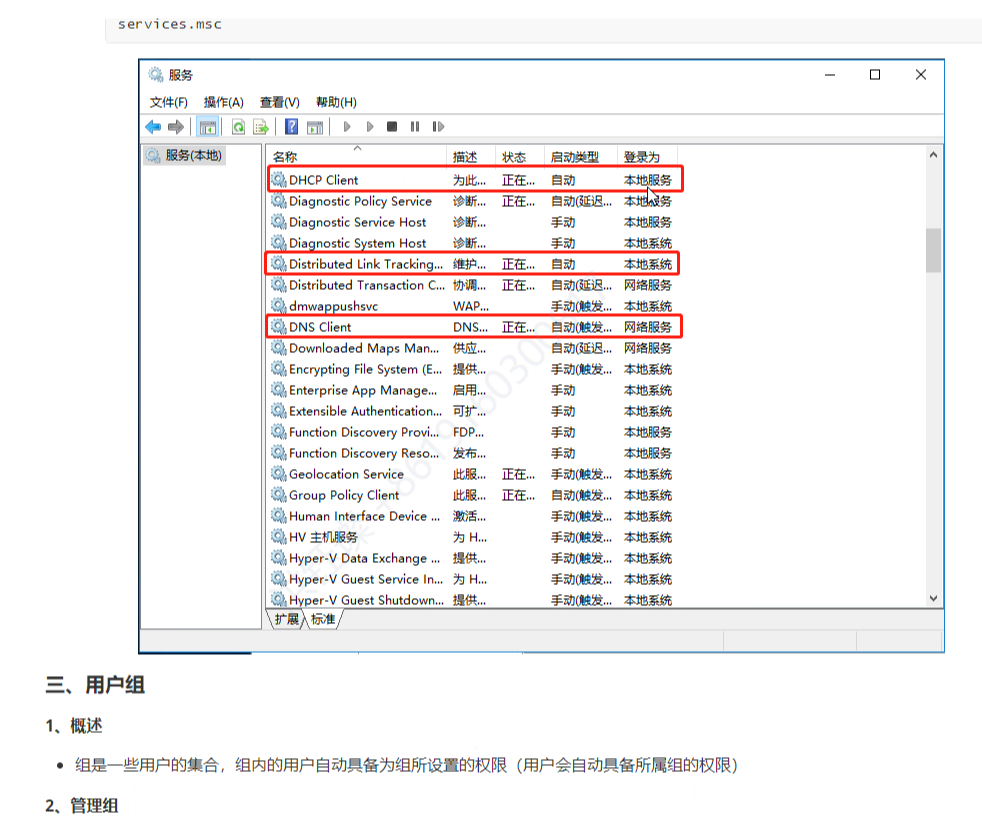 services.msc
服务
文件(F) 操作(A) 查看(V) 帮助(H)
服务(本地)
名称 描述 状态 启动类型 登录为
DHCP Client 为此... 正在... 自动 本地服务
Diagnostic Policy Service 诊断... 正在... 自动(延迟... 本地服务
Diagnostic Service Host 诊断... 手动 本地服务
Diagnostic System Host 诊断... 手动 本地系统
Distributed Link Tracking... 维护... 正在... 自动 本地系统
Distributed Transaction C... 协调... 正在... 自动(延迟... 网络服务
dmwappushsvc WAP... 手动(触发... 本地系统
DNS Client DNS... 正在... 自动(触发... 网络服务
Downloaded Maps Man... 供应... 自动(延迟... 网络服务
Encrypting File System (E... 提供... 手动(触发... 本地系统
Enterprise App Manage... 启用... 手动 本地系统
Extensible Authentication... 可扩... 手动 本地系统
Function Discovery Provi... FDP... 手动 本地服务
Function Discovery Reso... 发布... 手动 本地服务
Geolocation Service 此服... 正在... 手动(触发... 本地系统
Group Policy Client 此服... 正在... 自动(触发... 本地系统
Human Interface Device ... 激活... 手动(触发... 本地系统
HV 主机服务 为 H... 手动(触发... 本地系统
Hyper-V Data Exchange ... 提供... 手动(触发... 本地系统
Hyper-V Guest Service In... 为 H... 手动(触发... 本地系统
Hyper-V Guest Shutdown... 提供... 手动(触发... 本地系统
扩展 标准
三、用户组
1、概述
组是一些用户的集合，组内的用户自动具备为组所设置的权限（用户会自动具备所属组的权限）
2、管理组